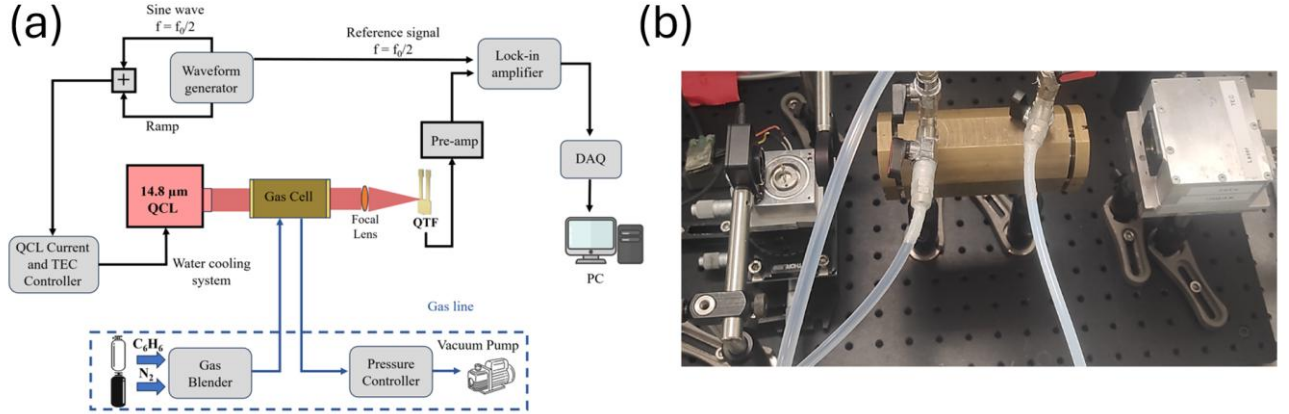 (a)
Sine wave
f = f₀/2
+
Waveform
generator
Ramp
Reference signal
f = f₀/2
Lock-in
amplifier
Pre-amp
DAQ
PC
14.8 µm
QCL
Gas Cell
Focal
Lens
QTF
QCL Current
and TEC
Controller
Water cooling
system
Gas line
C₆H₆
N₂
Gas
Blender
Pressure
Controller
Vacuum Pump
(b)